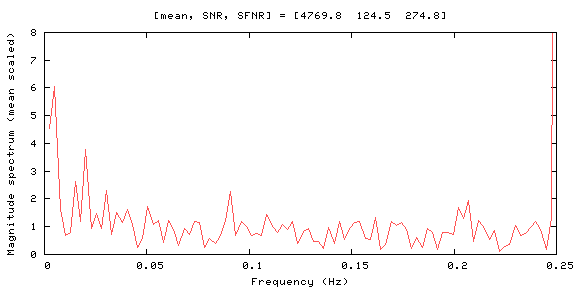 [mean, SNR, SFNR] = [4769.8 124.5 274.8]
Magnitude spectrum (mean scaled)
8
7
6
5
4
3
2
1
0
0 0.05 0.1 0.15 0.2 0.25
Frequency (Hz)